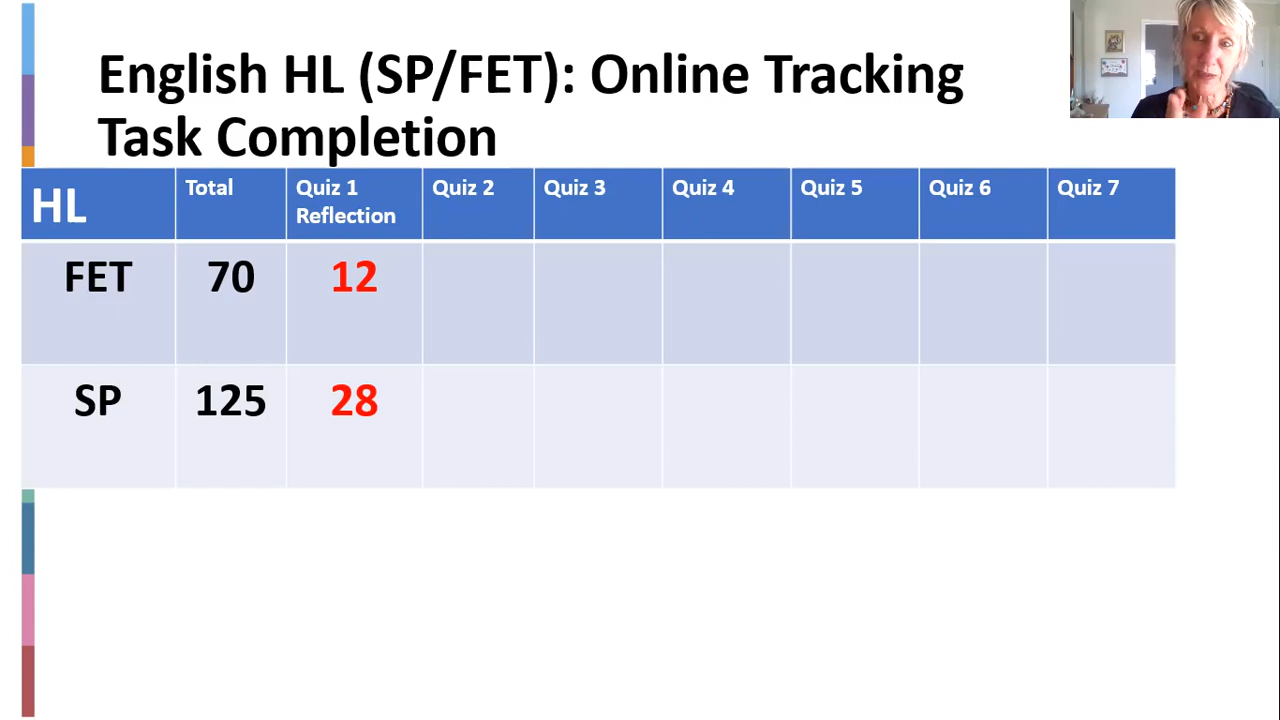 English HL (SP/FET): Online Tracking
Task Completion
HL Total Quiz 1 Quiz 2 Quiz 3 Quiz 4 Quiz 5 Quiz 6 Quiz 7
Reflection
FET 70 12
SP 125 28